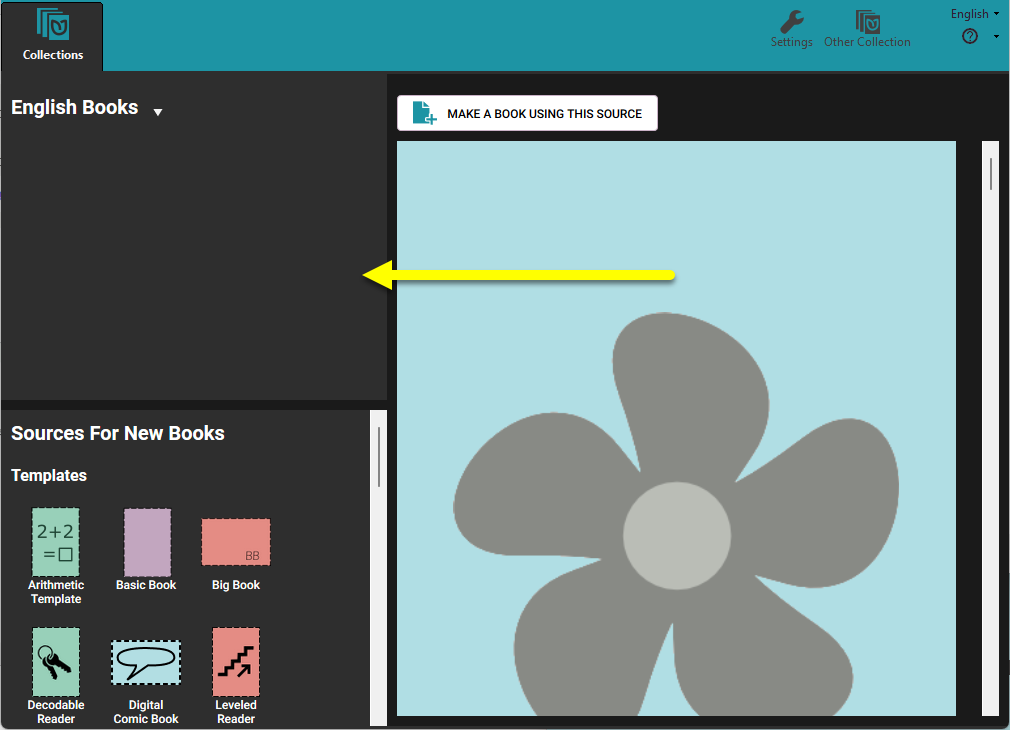 Collections
Settings
Other Collection
English
?
English Books
MAKE A BOOK USING THIS SOURCE
Sources For New Books
Templates
2+2
=□
BB
Arithmetic
Template
Basic Book
Big Book
Decodable
Reader
Digital
Comic Book
Leveled
Reader